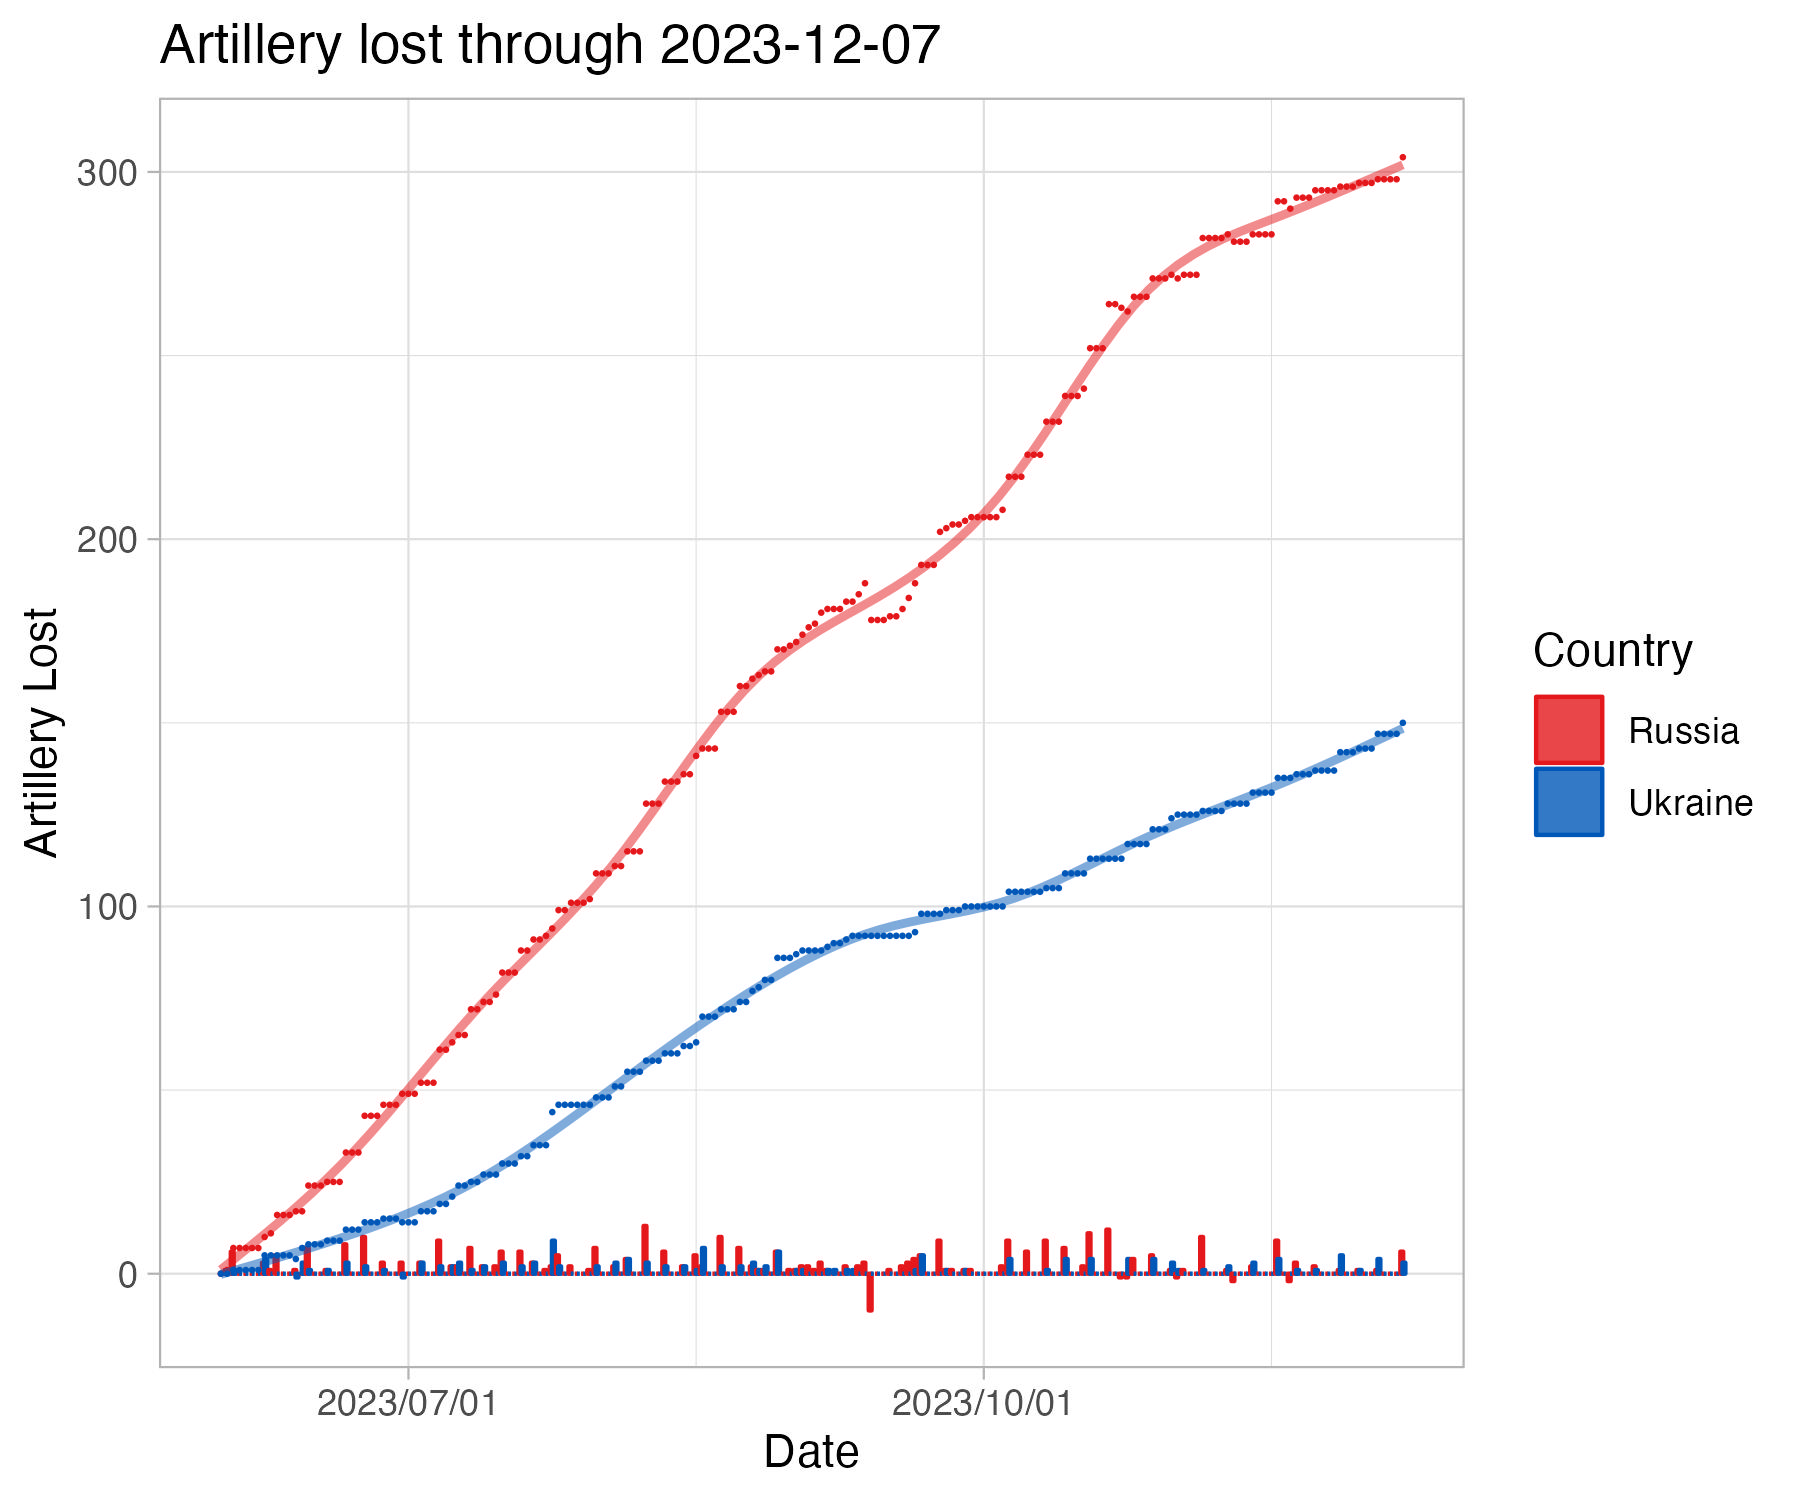 Artillery lost through 2023-12-07
300
200
100
0
Artillery Lost
2023/07/01
2023/10/01
Date
Country
Russia
Ukraine